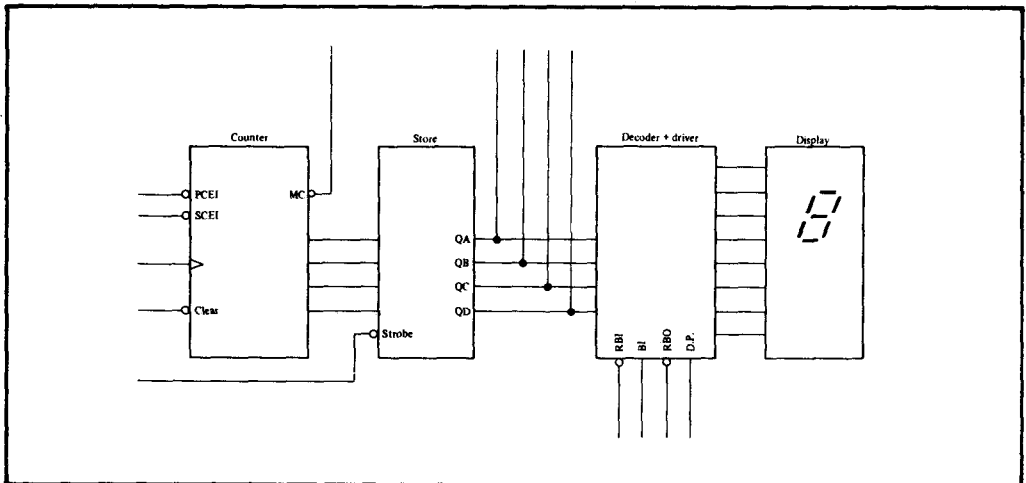 Counter
Store
Decoder + driver
Display
PCEI
MC
SCEI
Clear
QA
QB
QC
QD
Strobe
RBI
BI
RBO
D.P.